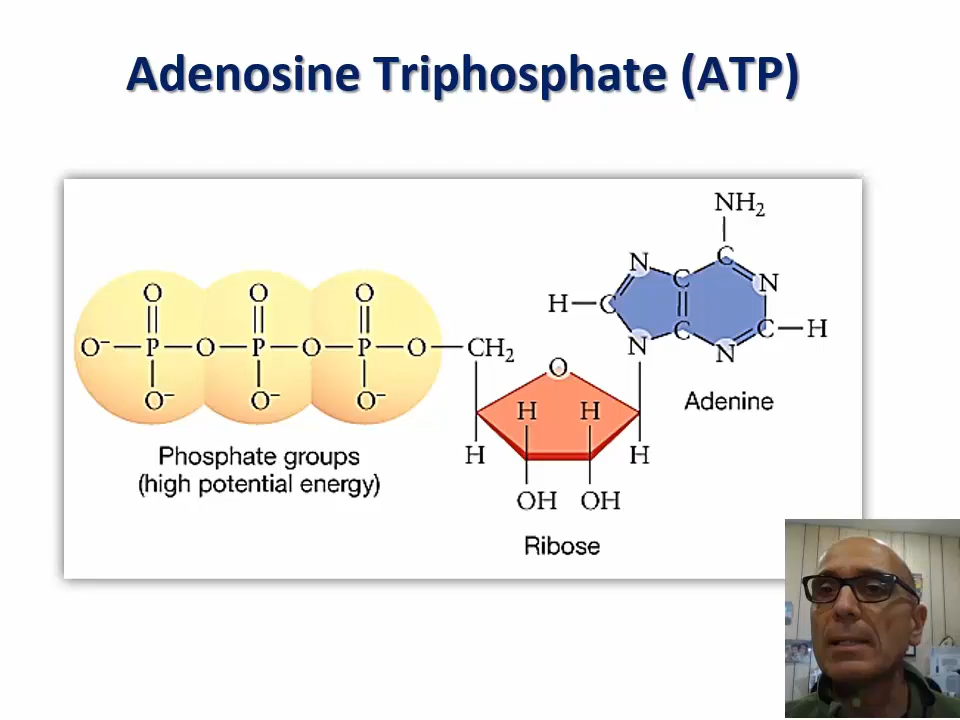 Adenosine Triphosphate (ATP)
NH₂
N
C
C
N
H
C
C
H
C
N
N
Adenine
O
O
O
O⁻
P
O
P
O
P
O
CH₂
O⁻
O⁻
O⁻
O
H
H
H
H
OH
OH
Phosphate groups
(high potential energy)
Ribose